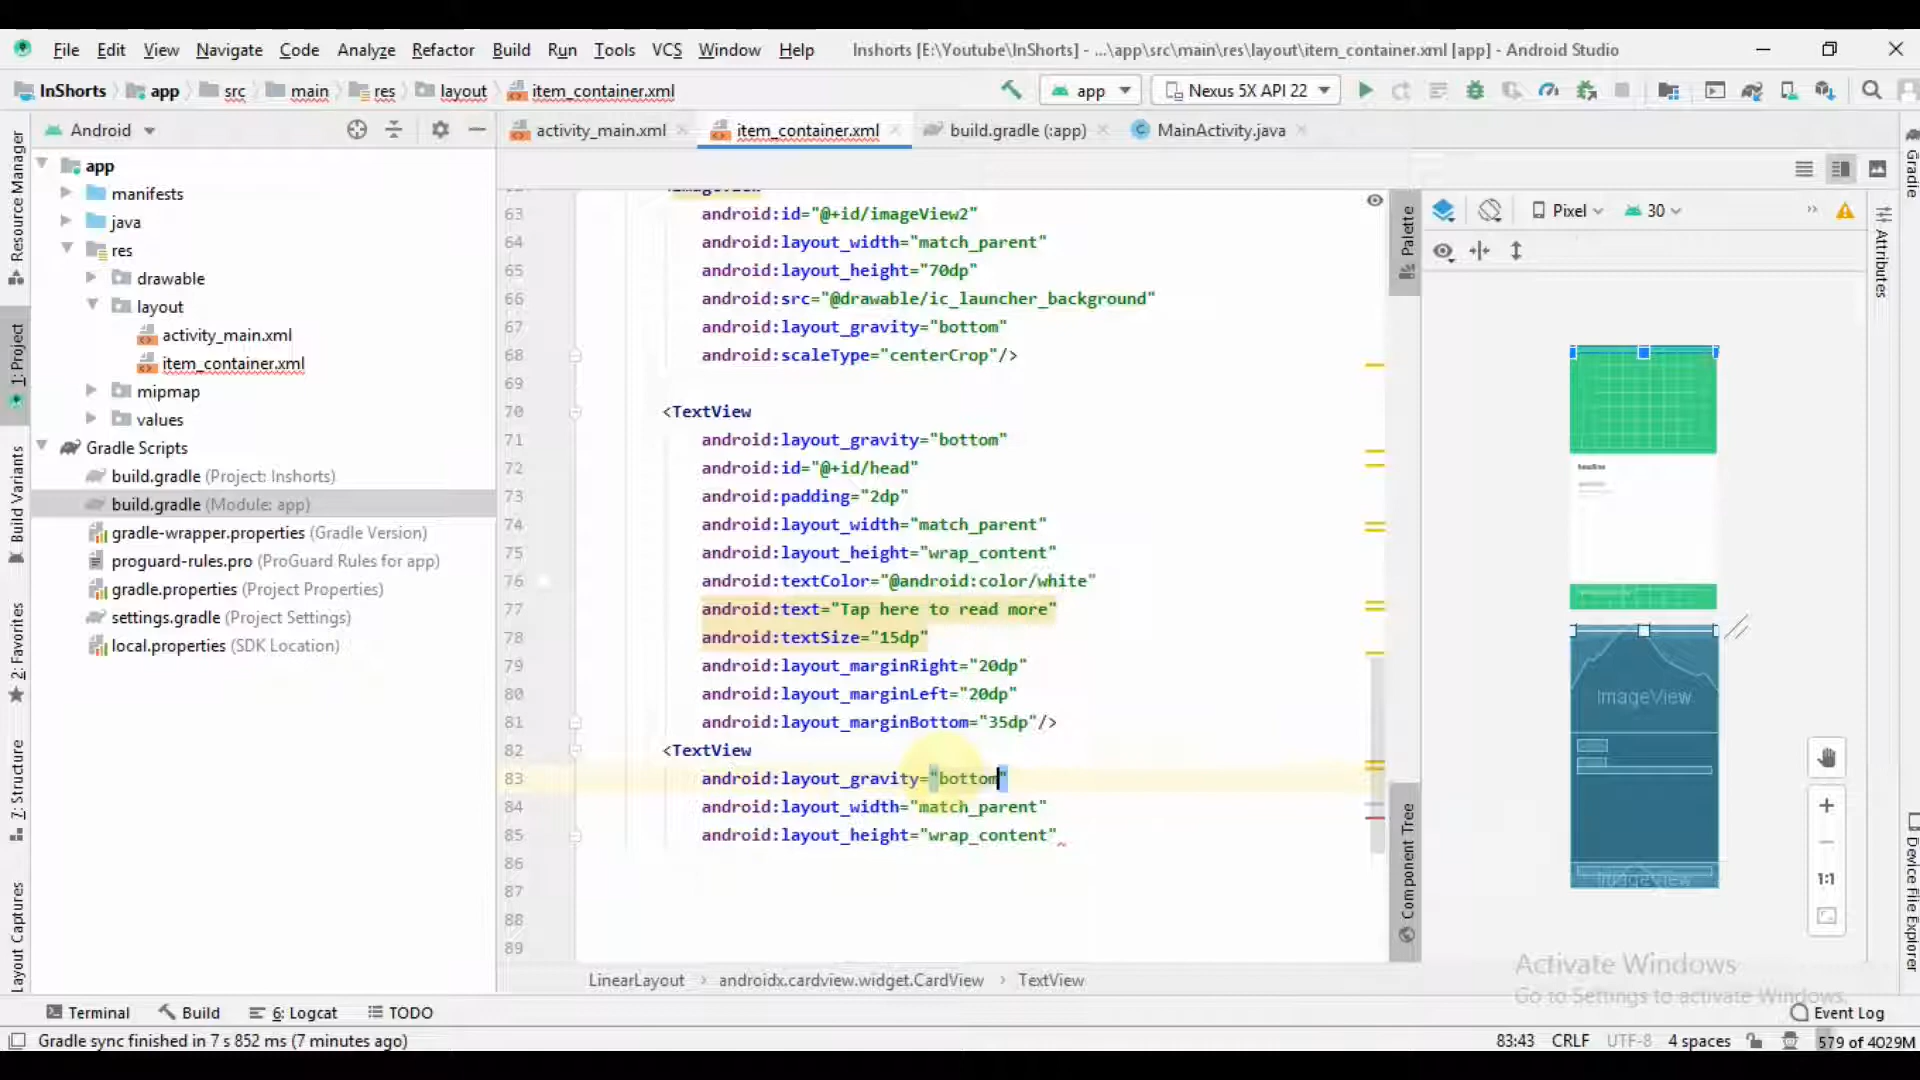 File Edit View Navigate Code Analyze Refactor Build Run Tools VCS Window Help Inshorts [E:\Youtube\InShorts] - ...\app\src\main\res\layout\item_container.xml [app] - Android Studio
InShorts app src main res layout item_container.xml app Nexus 5X API 22
Android activity_main.xml item_container.xml build.gradle (:app) MainActivity.java
Resource Manager
1: Project
Build Variants
2: Favorites
7: Structure
Layout Captures
app
manifests
java
res
drawable
layout
activity_main.xml
item_container.xml
mipmap
values
Gradle Scripts
build.gradle (Project: Inshorts)
build.gradle (Module: app)
gradle-wrapper.properties (Gradle Version)
proguard-rules.pro (ProGuard Rules for app)
gradle.properties (Project Properties)
settings.gradle (Project Settings)
local.properties (SDK Location)
63 android:id="@+id/imageView2"
64 android:layout_width="match_parent"
65 android:layout_height="70dp"
66 android:src="@drawable/ic_launcher_background"
67 android:layout_gravity="bottom"
68 android:scaleType="centerCrop"/>
69
70 <TextView
71 android:layout_gravity="bottom"
72 android:id="@+id/head"
73 android:padding="2dp"
74 android:layout_width="match_parent"
75 android:layout_height="wrap_content"
76 android:textColor="@android:color/white"
77 android:text="Tap here to read more"
78 android:textSize="15dp"
79 android:layout_marginRight="20dp"
80 android:layout_marginLeft="20dp"
81 android:layout_marginBottom="35dp"/>
82 <TextView
83 android:layout_gravity="bottom"
84 android:layout_width="match_parent"
85 android:layout_height="wrap_content"
86
87
88
89
LinearLayout › androidx.cardview.widget.CardView › TextView
Palette
Component Tree
Pixel 30
ImageView
ImageView
1:1
Gradle
Attributes
Device File Explorer
Activate Windows
Go to Settings to activate Windows.
Terminal Build 6: Logcat TODO Event Log
Gradle sync finished in 7 s 852 ms (7 minutes ago) 83:43 CRLF UTF-8 4 spaces 579 of 4029M